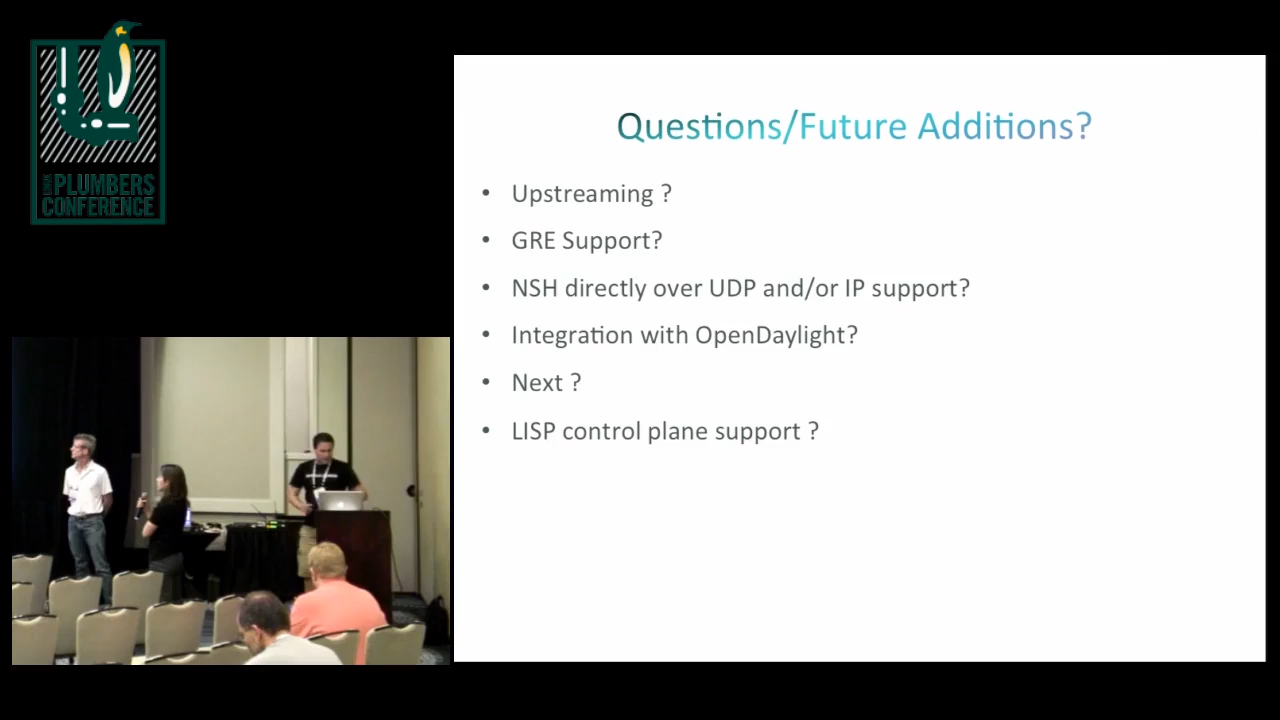 LINUX PLUMBERS
CONFERENCE
Questions/Future Additions?
• Upstreaming ?
• GRE Support?
• NSH directly over UDP and/or IP support?
• Integration with OpenDaylight?
• Next ?
• LISP control plane support ?